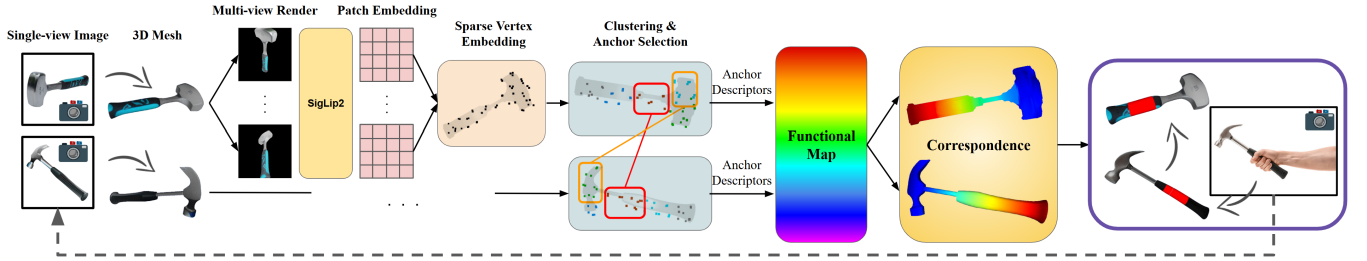 Single-view Image
3D Mesh
Multi-view Render
Patch Embedding
SigLip2
Sparse Vertex
Embedding
Clustering &
Anchor Selection
Anchor
Descriptors
Anchor
Descriptors
Functional
Map
Correspondence